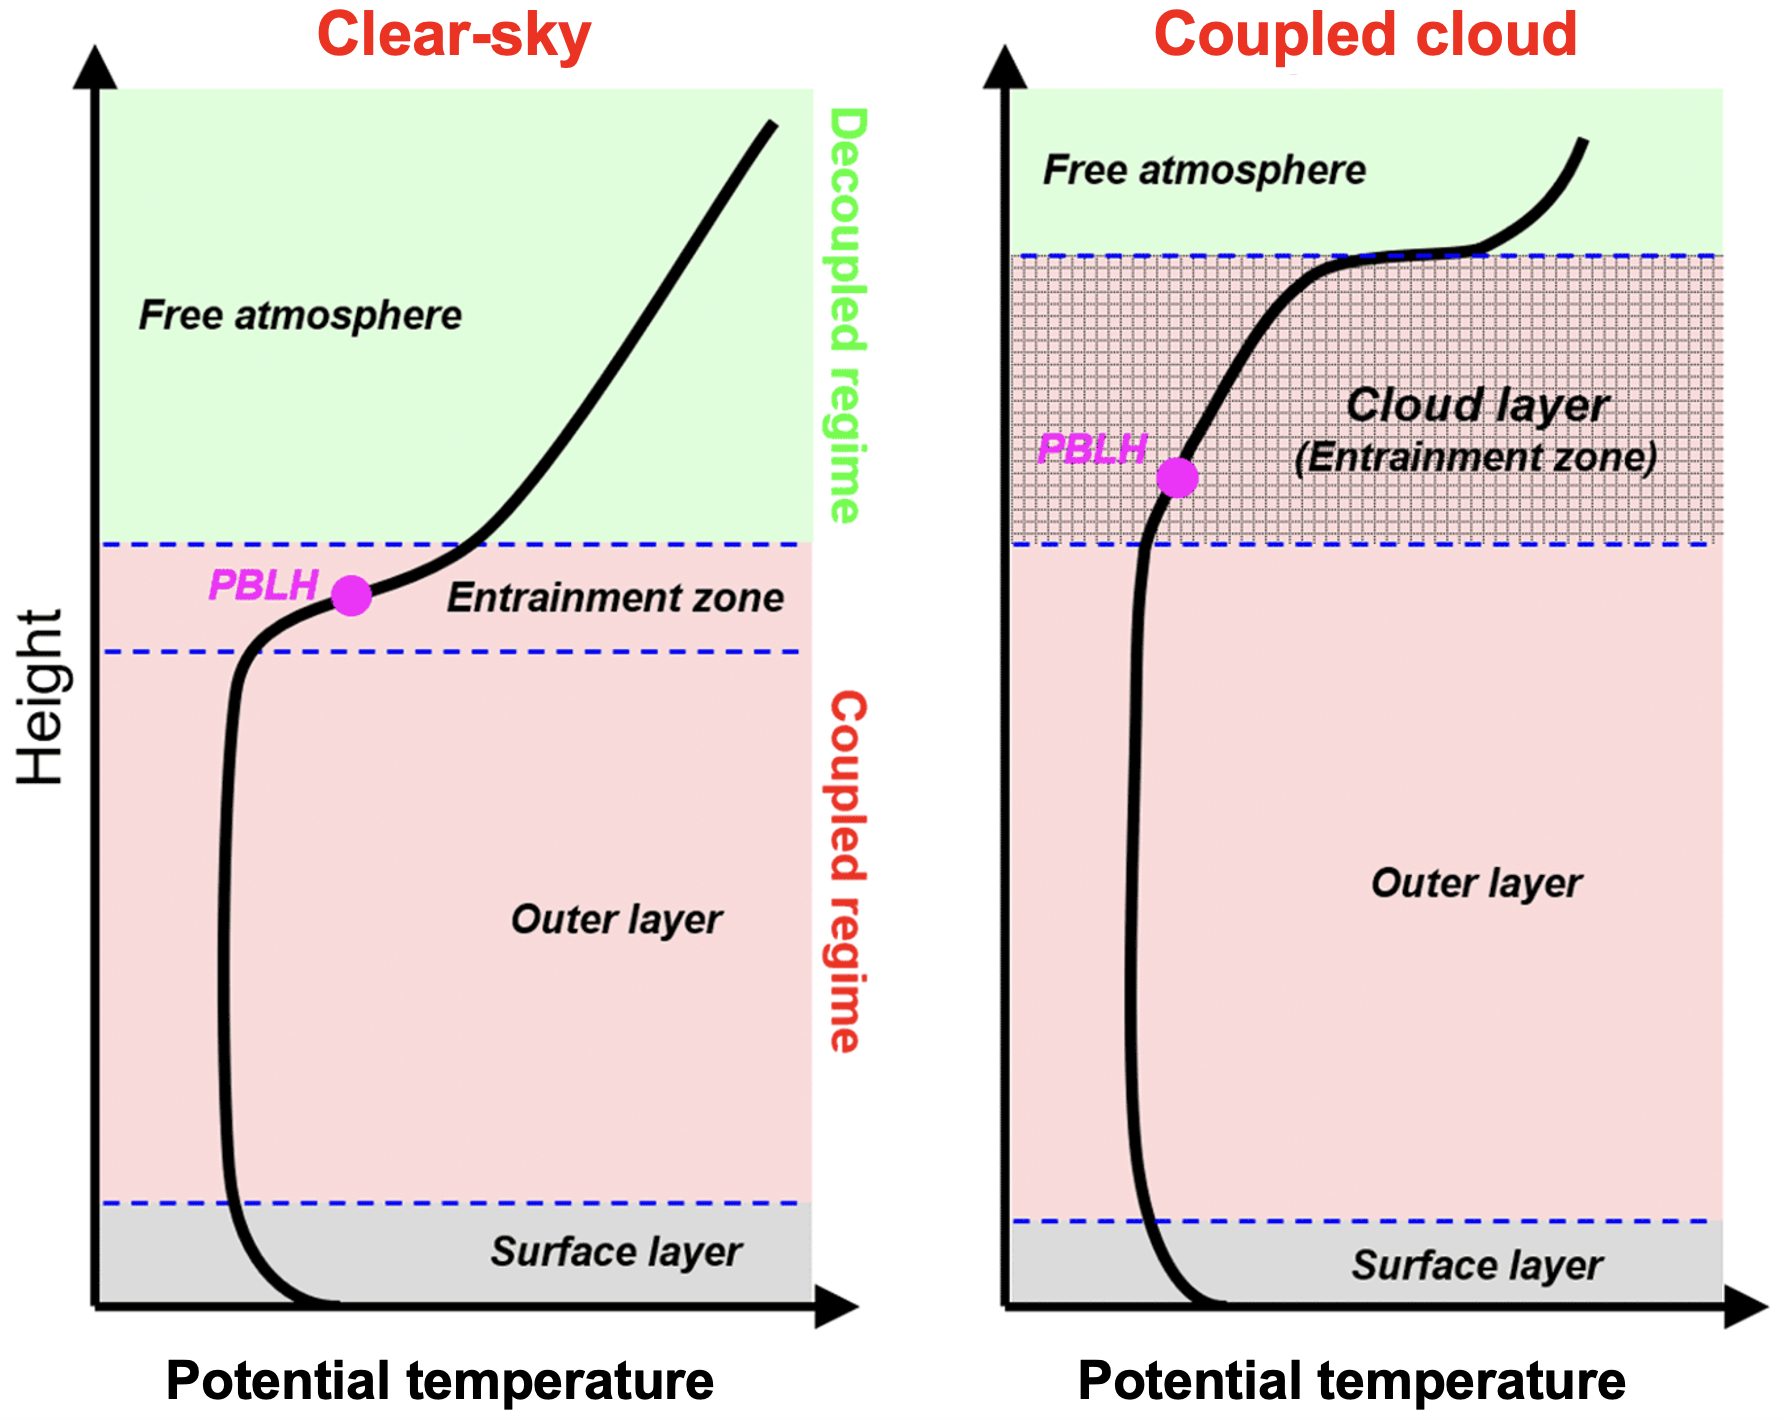 Clear-sky
Free atmosphere
PBLH
Entrainment zone
Outer layer
Surface layer
Height
Potential temperature
Decoupled regime
Coupled regime
Coupled cloud
Free atmosphere
PBLH
Cloud layer
(Entrainment zone)
Outer layer
Surface layer
Potential temperature